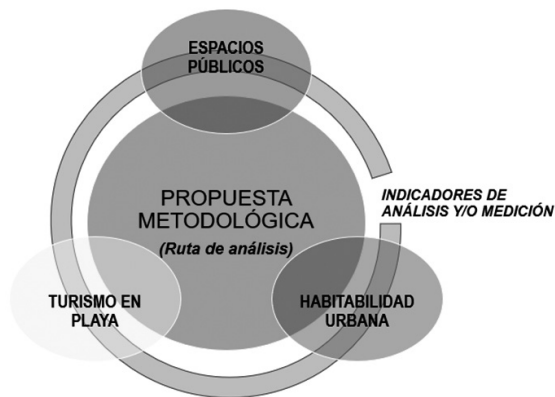 ESPACIOS
PÚBLICOS
PROPUESTA
METODOLÓGICA
(Ruta de análisis)
INDICADORES DE
ANÁLISIS Y/O MEDICIÓN
TURISMO EN
PLAYA
HABITABILIDAD
URBANA